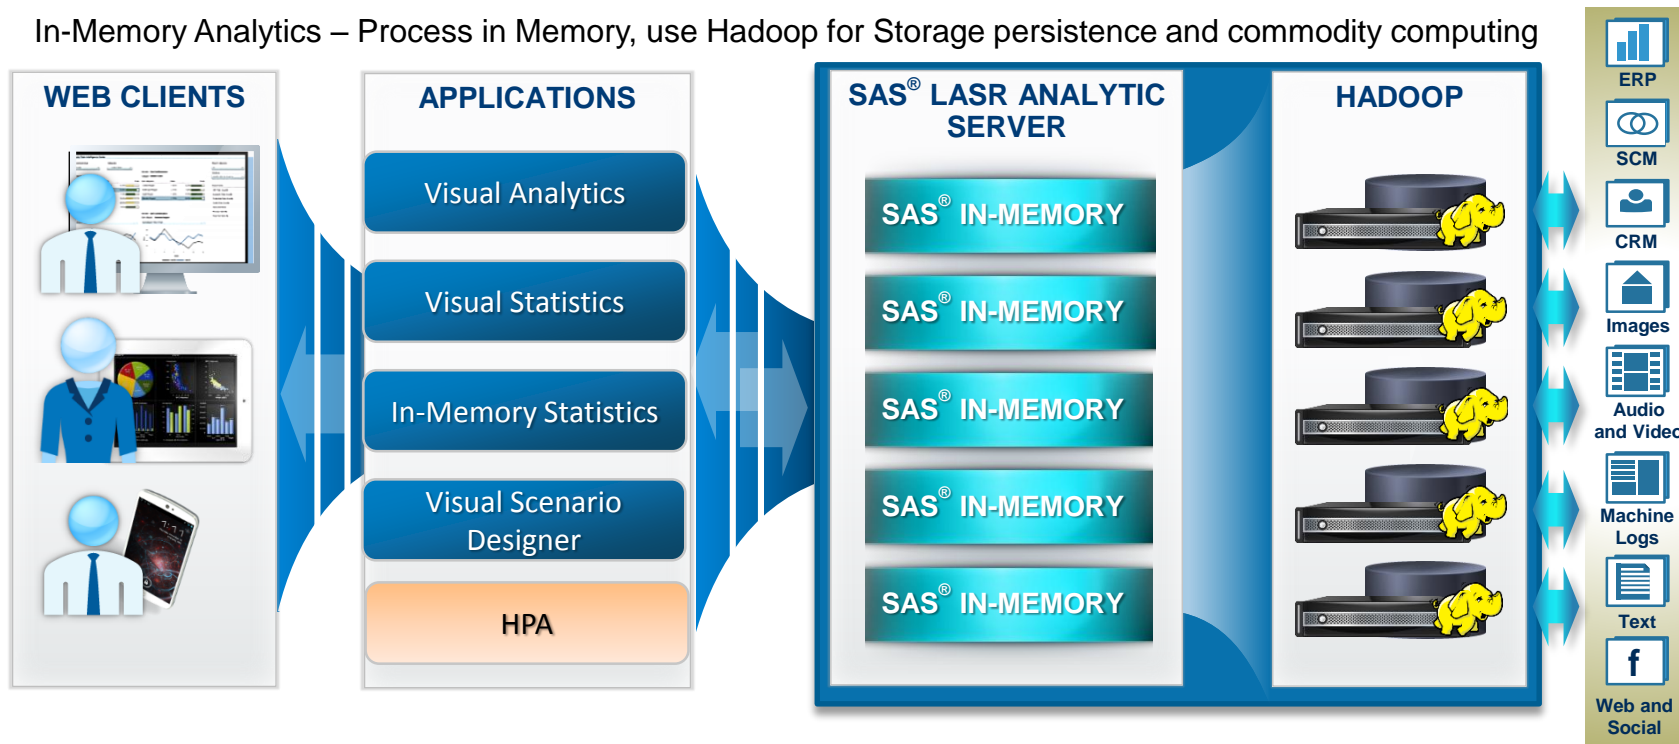 In-Memory Analytics – Process in Memory, use Hadoop for Storage persistence and commodity computing
WEB CLIENTS
APPLICATIONS
Visual Analytics
Visual Statistics
In-Memory Statistics
Visual Scenario
Designer
HPA
SAS® LASR ANALYTIC
SERVER
SAS® IN-MEMORY
SAS® IN-MEMORY
SAS® IN-MEMORY
SAS® IN-MEMORY
SAS® IN-MEMORY
HADOOP
ERP
SCM
CRM
Images
Audio
and Video
Machine
Logs
Text
f
Web and
Social